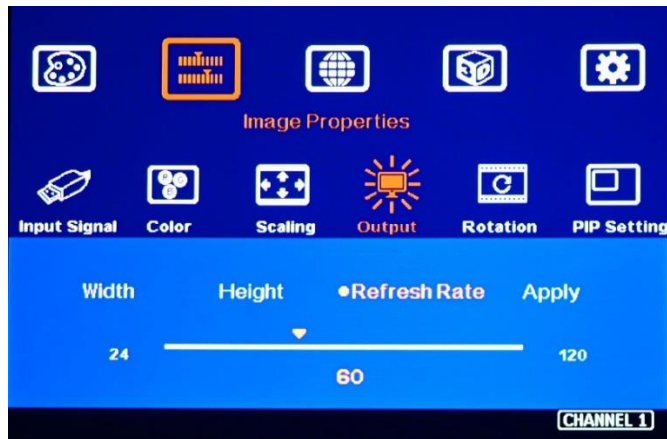 3D
Image Properties
R G
B
Input Signal Color Scaling Output Rotation PIP Setting
Width Height •Refresh Rate Apply
24 120
60
CHANNEL 1